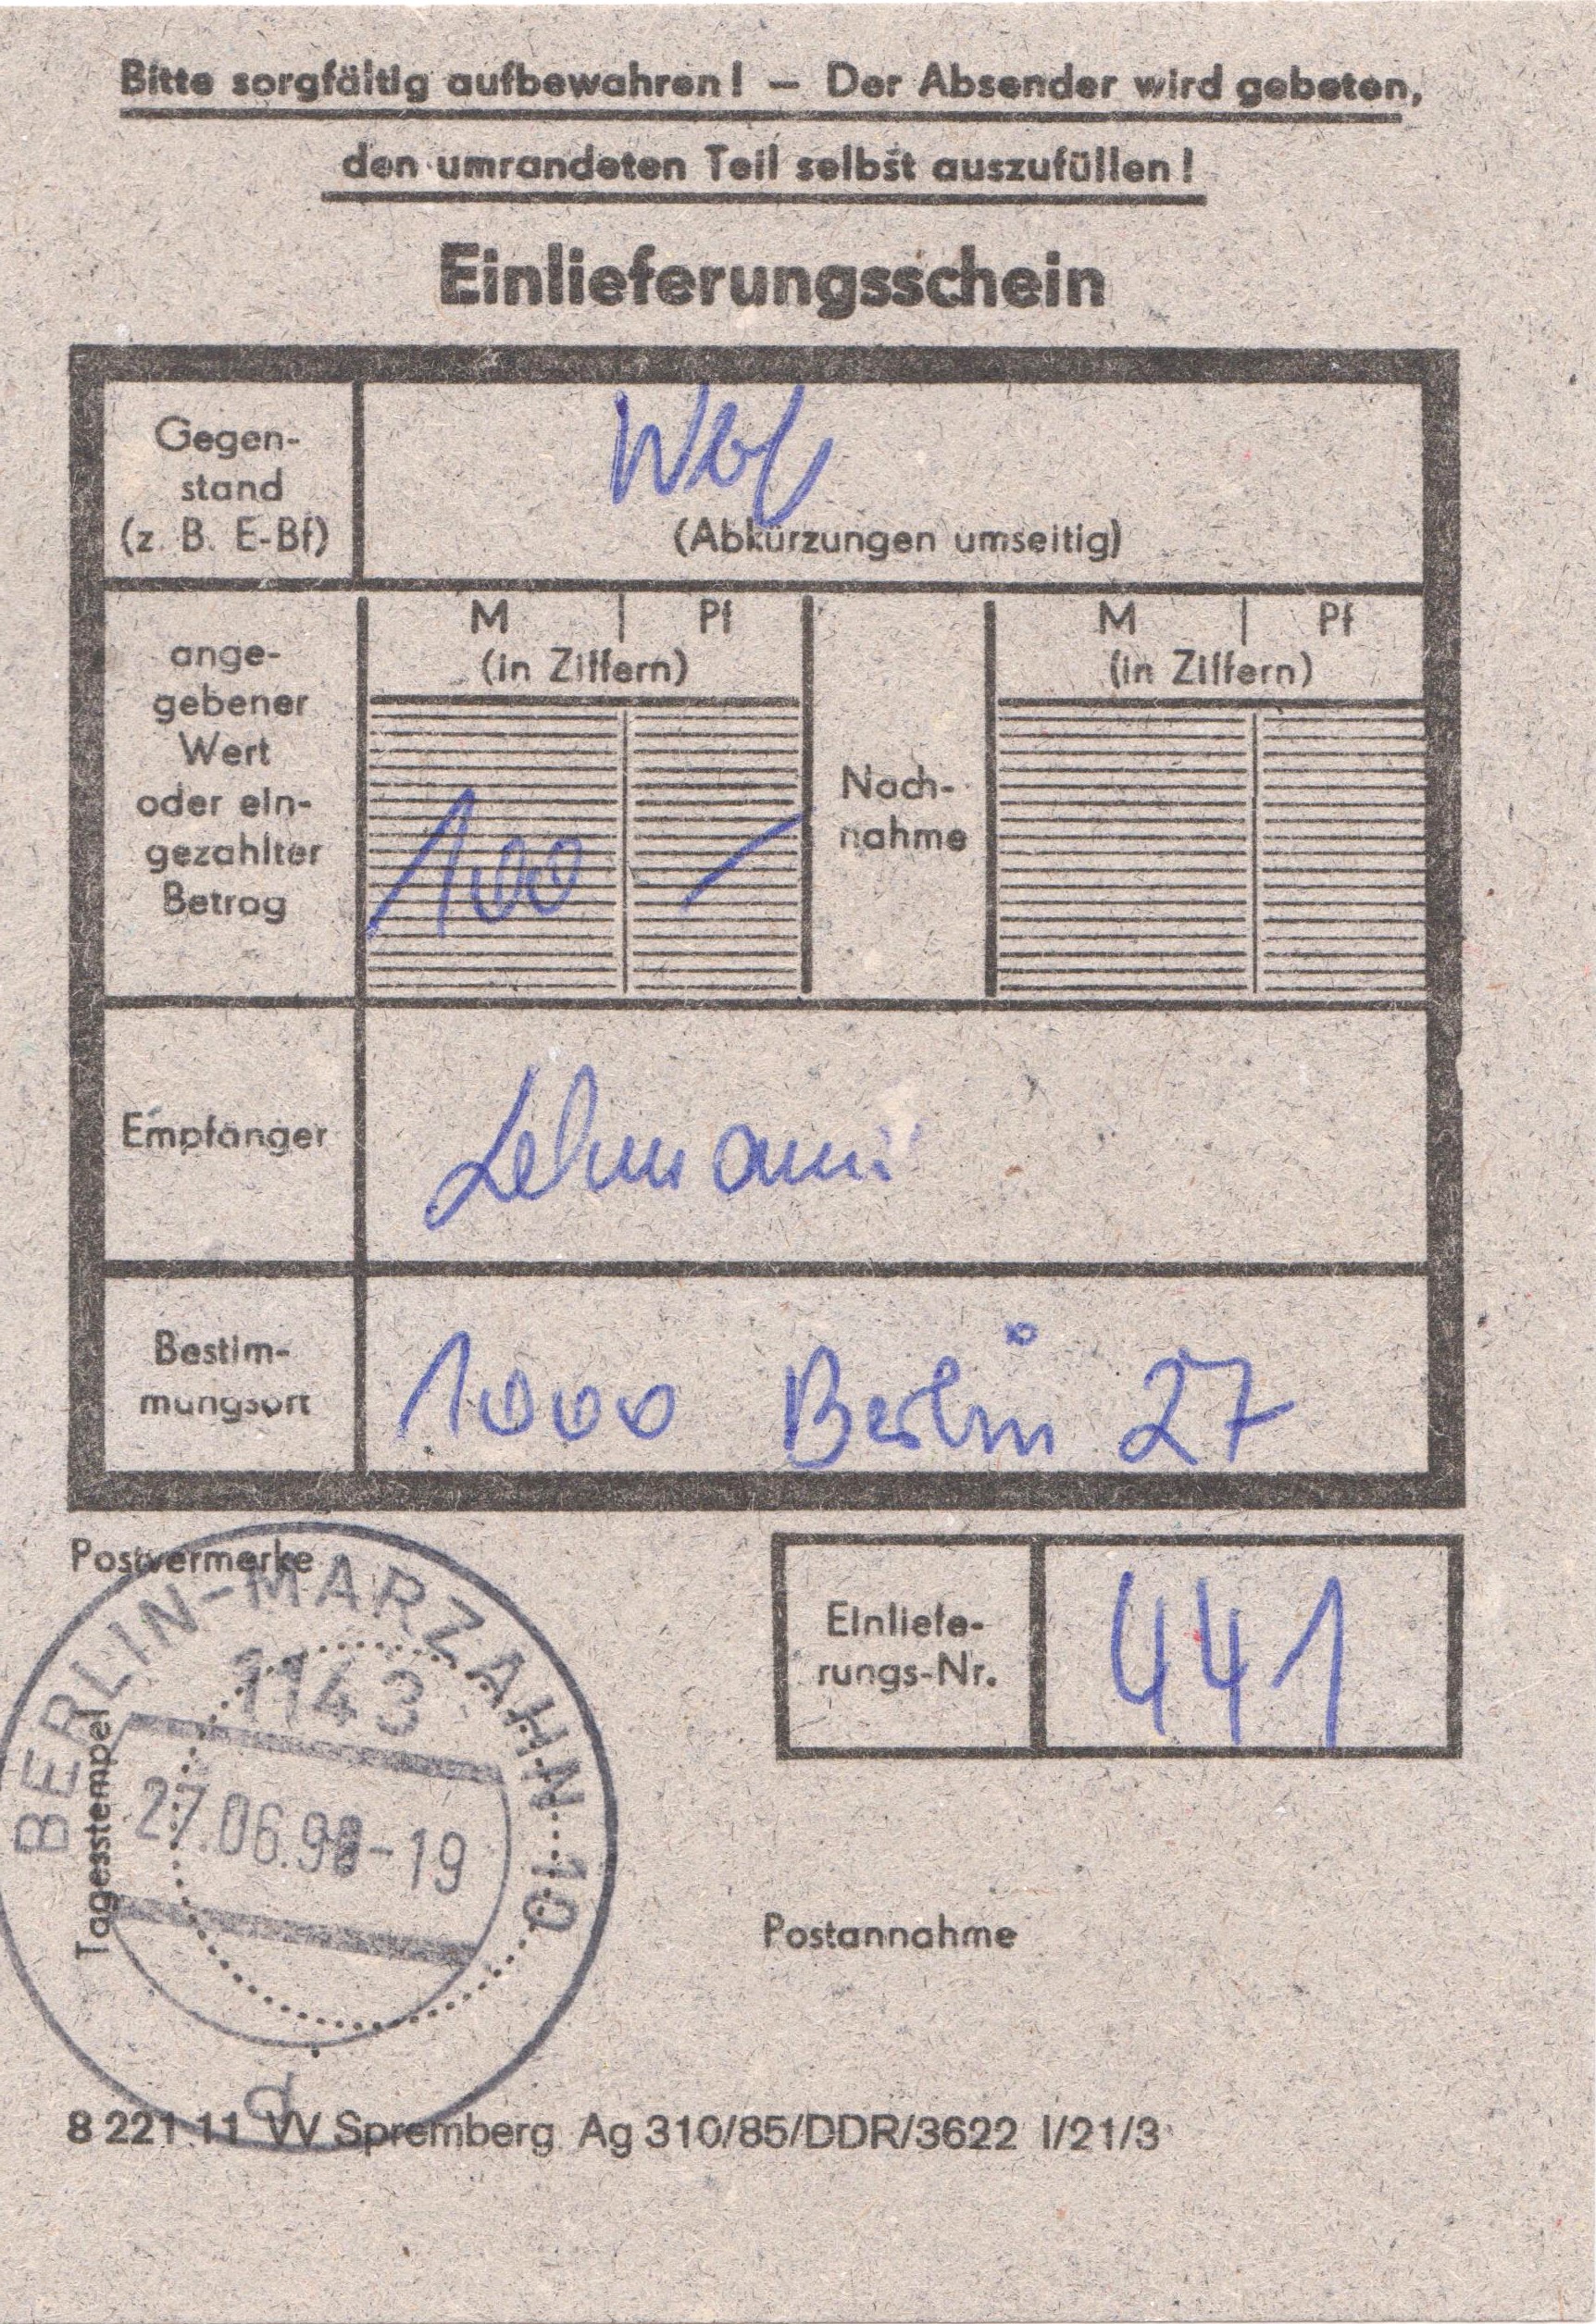 Bitte sorgfältig aufbewahren! – Der Absender wird gebeten,
den umrandeten Teil selbst auszufüllen!
Einlieferungsschein
Gegen-
stand
(z. B. E-Bf)
Wbf
(Abkürzungen umseitig)
ange-
gebener
Wert
oder ein-
gezahlter
Betrag
M | Pf
(in Ziffern)
100 —
Nach-
nahme
M | Pf
(in Ziffern)
Empfänger
Lehmann
Bestim-
mungsort
1000 Berlin 27
Postvermerke
Einliefe-
rungs-Nr.
441
BERLIN-MARZAHN 10
1143
27.06.90-19
d
Tagesstempel
Postannahme
8 221 11 VV Spremberg Ag 310/85/DDR/3622 I/21/3